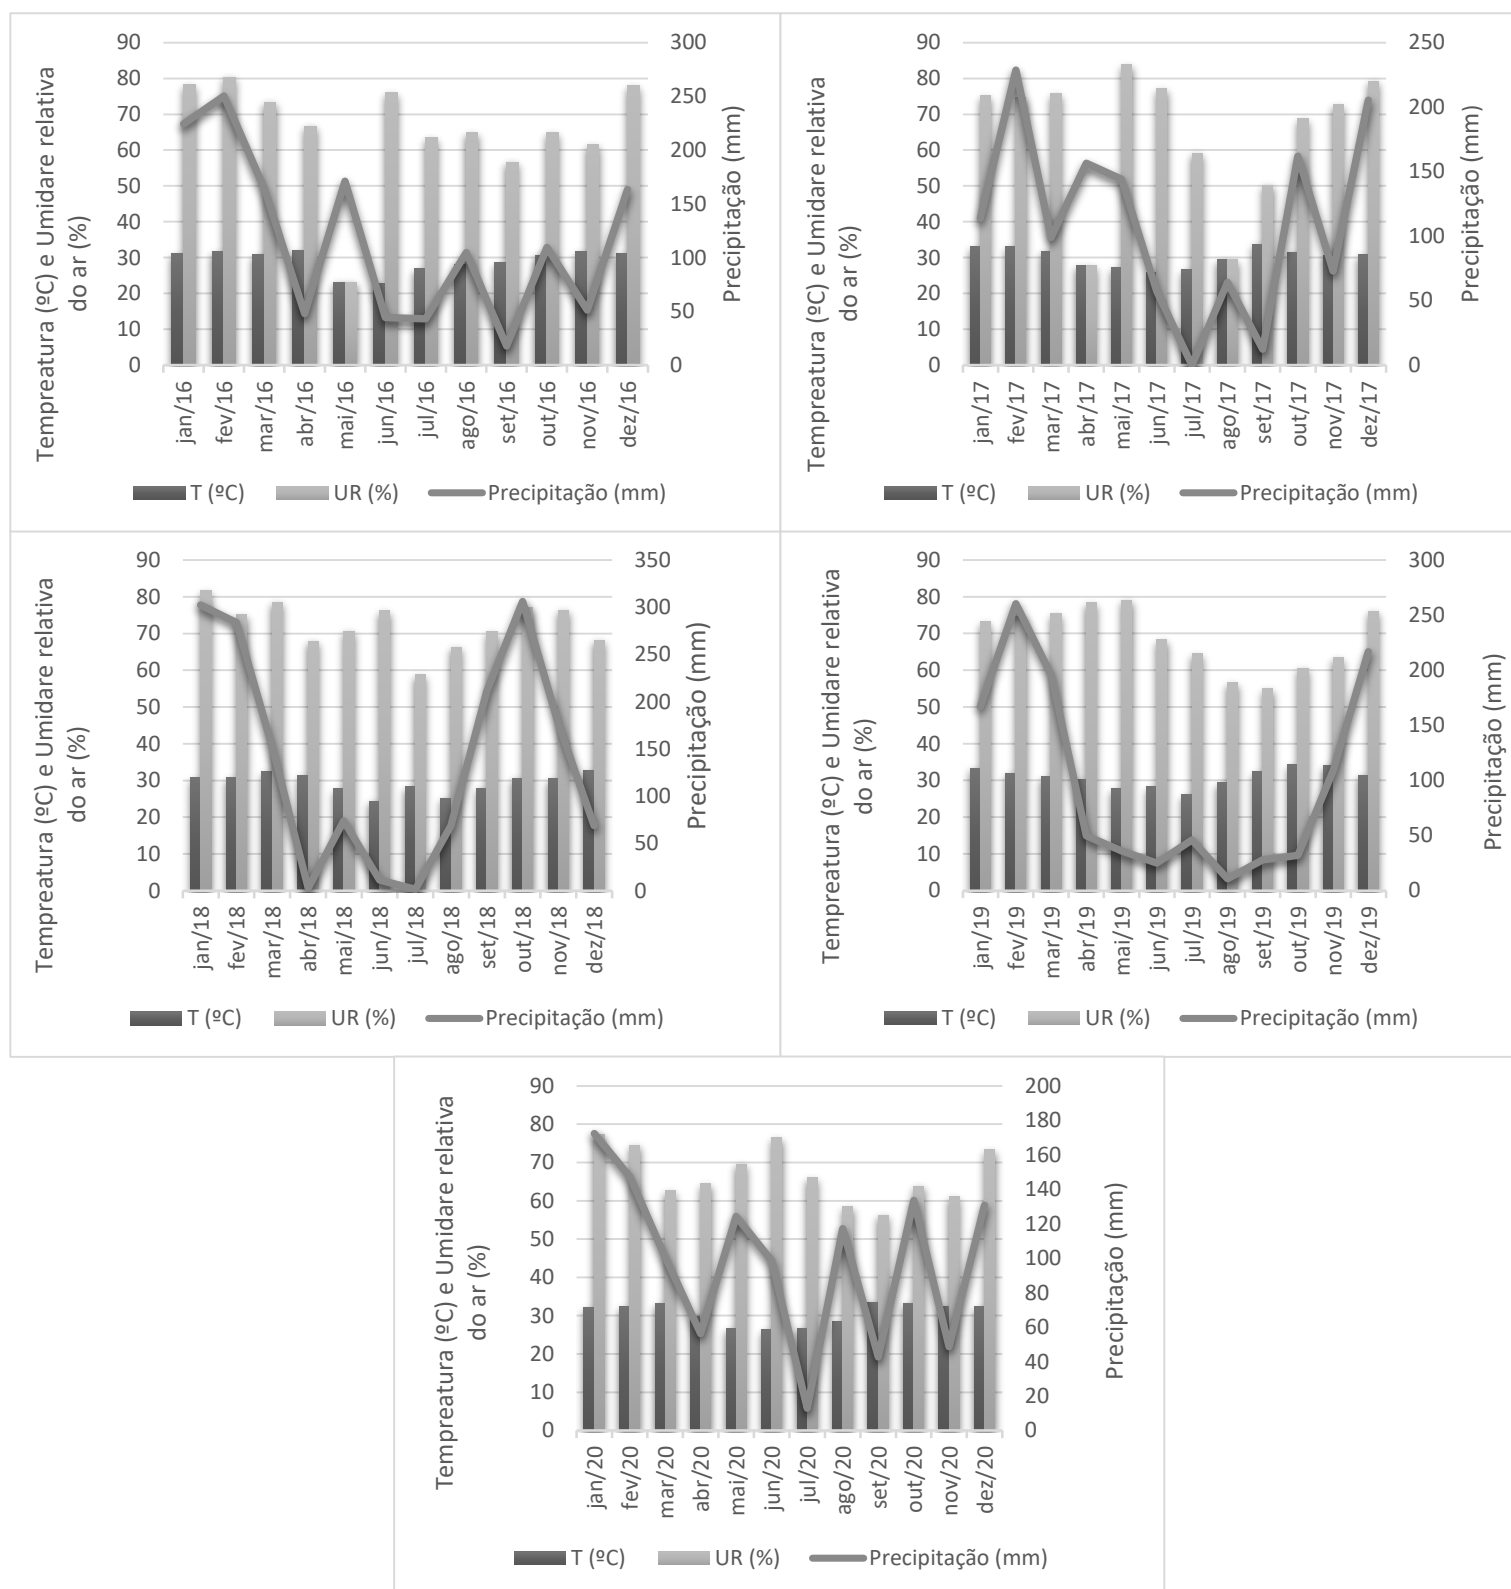 90
80
70
60
50
40
30
20
10
0
300
250
200
150
100
50
0
Tempreatura (ºC) e Umidare relativa
do ar (%)
Precipitação (mm)
jan/16
fev/16
mar/16
abr/16
mai/16
jun/16
jul/16
ago/16
set/16
out/16
nov/16
dez/16
T (ºC) UR (%) Precipitação (mm)
90
80
70
60
50
40
30
20
10
0
250
200
150
100
50
0
Tempreatura (ºC) e Umidare relativa
do ar (%)
Precipitação (mm)
jan/17
fev/17
mar/17
abr/17
mai/17
jun/17
jul/17
ago/17
set/17
out/17
nov/17
dez/17
T (ºC) UR (%) Precipitação (mm)
90
80
70
60
50
40
30
20
10
0
350
300
250
200
150
100
50
0
Tempreatura (ºC) e Umidare relativa
do ar (%)
Precipitação (mm)
jan/18
fev/18
mar/18
abr/18
mai/18
jun/18
jul/18
ago/18
set/18
out/18
nov/18
dez/18
T (ºC) UR (%) Precipitação (mm)
90
80
70
60
50
40
30
20
10
0
300
250
200
150
100
50
0
Tempreatura (ºC) e Umidare relativa
do ar (%)
Precipitação (mm)
jan/19
fev/19
mar/19
abr/19
mai/19
jun/19
jul/19
ago/19
set/19
out/19
nov/19
dez/19
T (ºC) UR (%) Precipitação (mm)
90
80
70
60
50
40
30
20
10
0
200
180
160
140
120
100
80
60
40
20
0
Tempreatura (ºC) e Umidare relativa
do ar (%)
Precipitação (mm)
jan/20
fev/20
mar/20
abr/20
mai/20
jun/20
jul/20
ago/20
set/20
out/20
nov/20
dez/20
T (ºC) UR (%) Precipitação (mm)